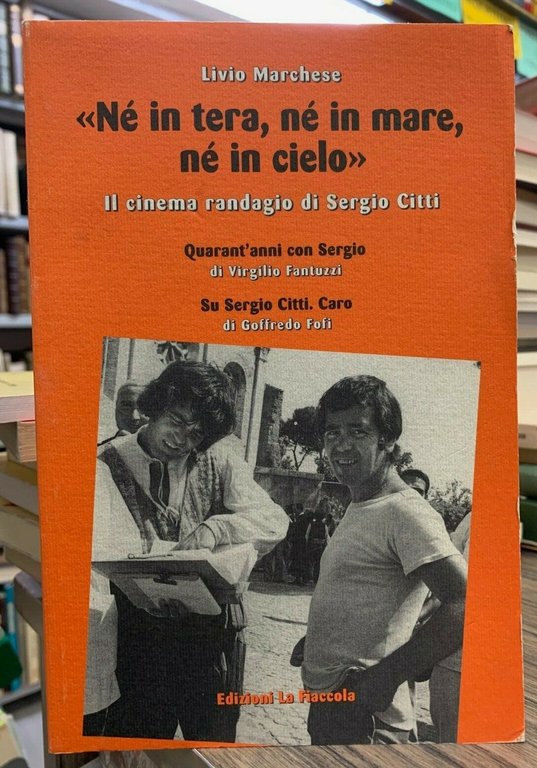 Livio Marchese
«Né in tera, né in mare,
né in cielo»
Il cinema randagio di Sergio Citti
Quarant'anni con Sergio
di Virgilio Fantuzzi
Su Sergio Citti. Caro
di Goffredo Fofi
Edizioni La Fiaccola